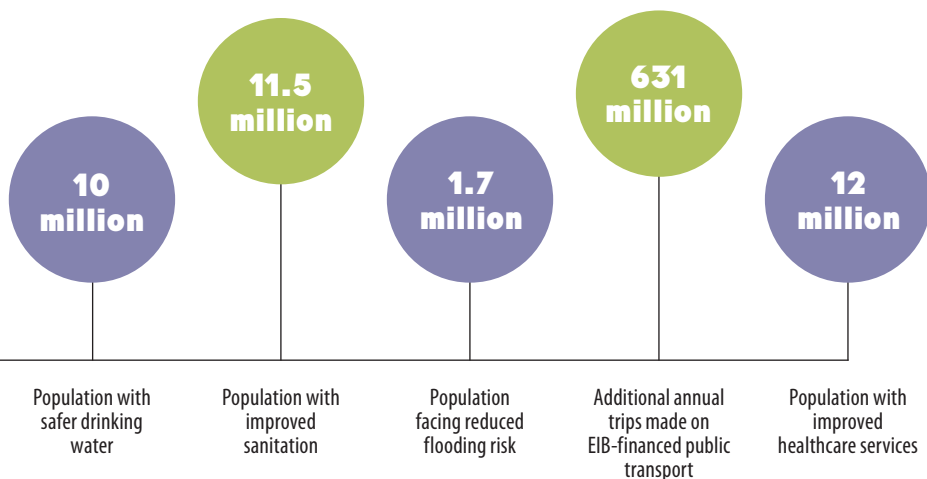 10
million
11.5
million
1.7
million
631
million
12
million
Population with
safer drinking
water
Population with
improved
sanitation
Population
facing reduced
flooding risk
Additional annual
trips made on
EIB-financed public
transport
Population with
improved
healthcare services